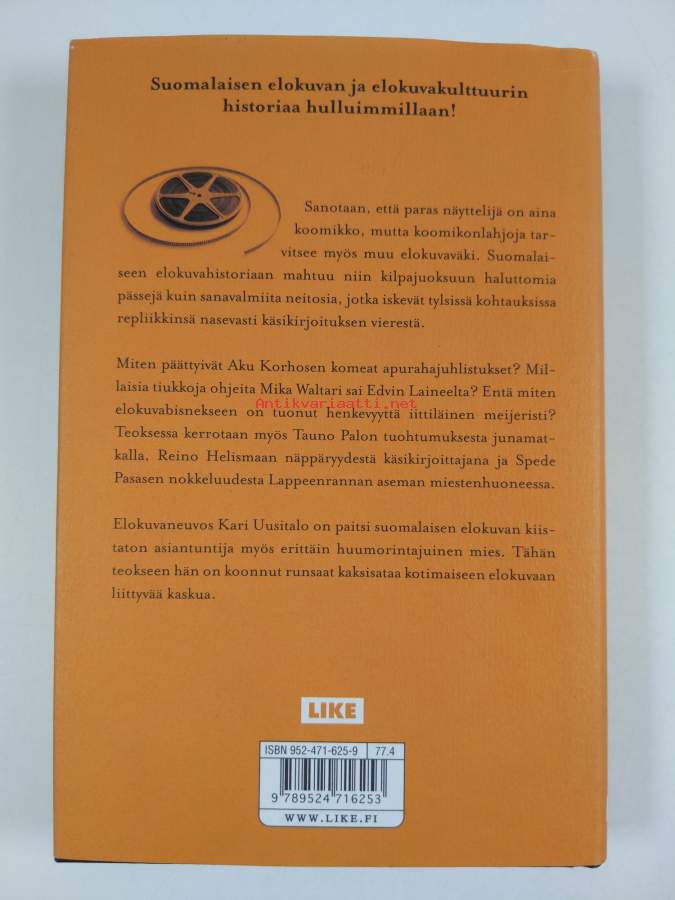 Suomalaisen elokuvan ja elokuvakulttuurin
historiaa hulluimmillaan!
Sanotaan, että paras näyttelijä on aina
koomikko, mutta koomikonlahjoja tar-
vitsee myös muu elokuvaväki. Suomalai-
seen elokuvahistoriaan mahtuu niin kilpajuoksuun haluttomia
pässejä kuin sanavalmiita neitosia, jotka iskevät tylsissä kohtauksissa
repliikkinsä nasevasti käsikirjoituksen vierestä.
Miten päättyivät Aku Korhosen komeat apurahajuhlistukset? Mil-
laisia tiukkoja ohjeita Mika Waltari sai Edvin Laineelta? Entä miten
elokuvabisnekseen on tuonut henkevyyttä iittiläinen meijeristi?
Antikvariaatti.net
Teoksessa kerrotaan myös Tauno Palon tuohtumuksesta junamat-
kalla, Reino Helismaan näppäryydestä käsikirjoittajana ja Spede
Pasasen nokkeluudesta Lappeenrannan aseman miestenhuoneessa.
Elokuvaneuvos Kari Uusitalo on paitsi suomalaisen elokuvan kiis-
taton asiantuntija myös erittäin huumorintajuinen mies. Tähän
teokseen hän on koonnut runsaat kaksisataa kotimaiseen elokuvaan
liittyvää kaskua.
LIKE
ISBN 952-471-625-9 77.4
9 789524 716253
WWW.LIKE.FI